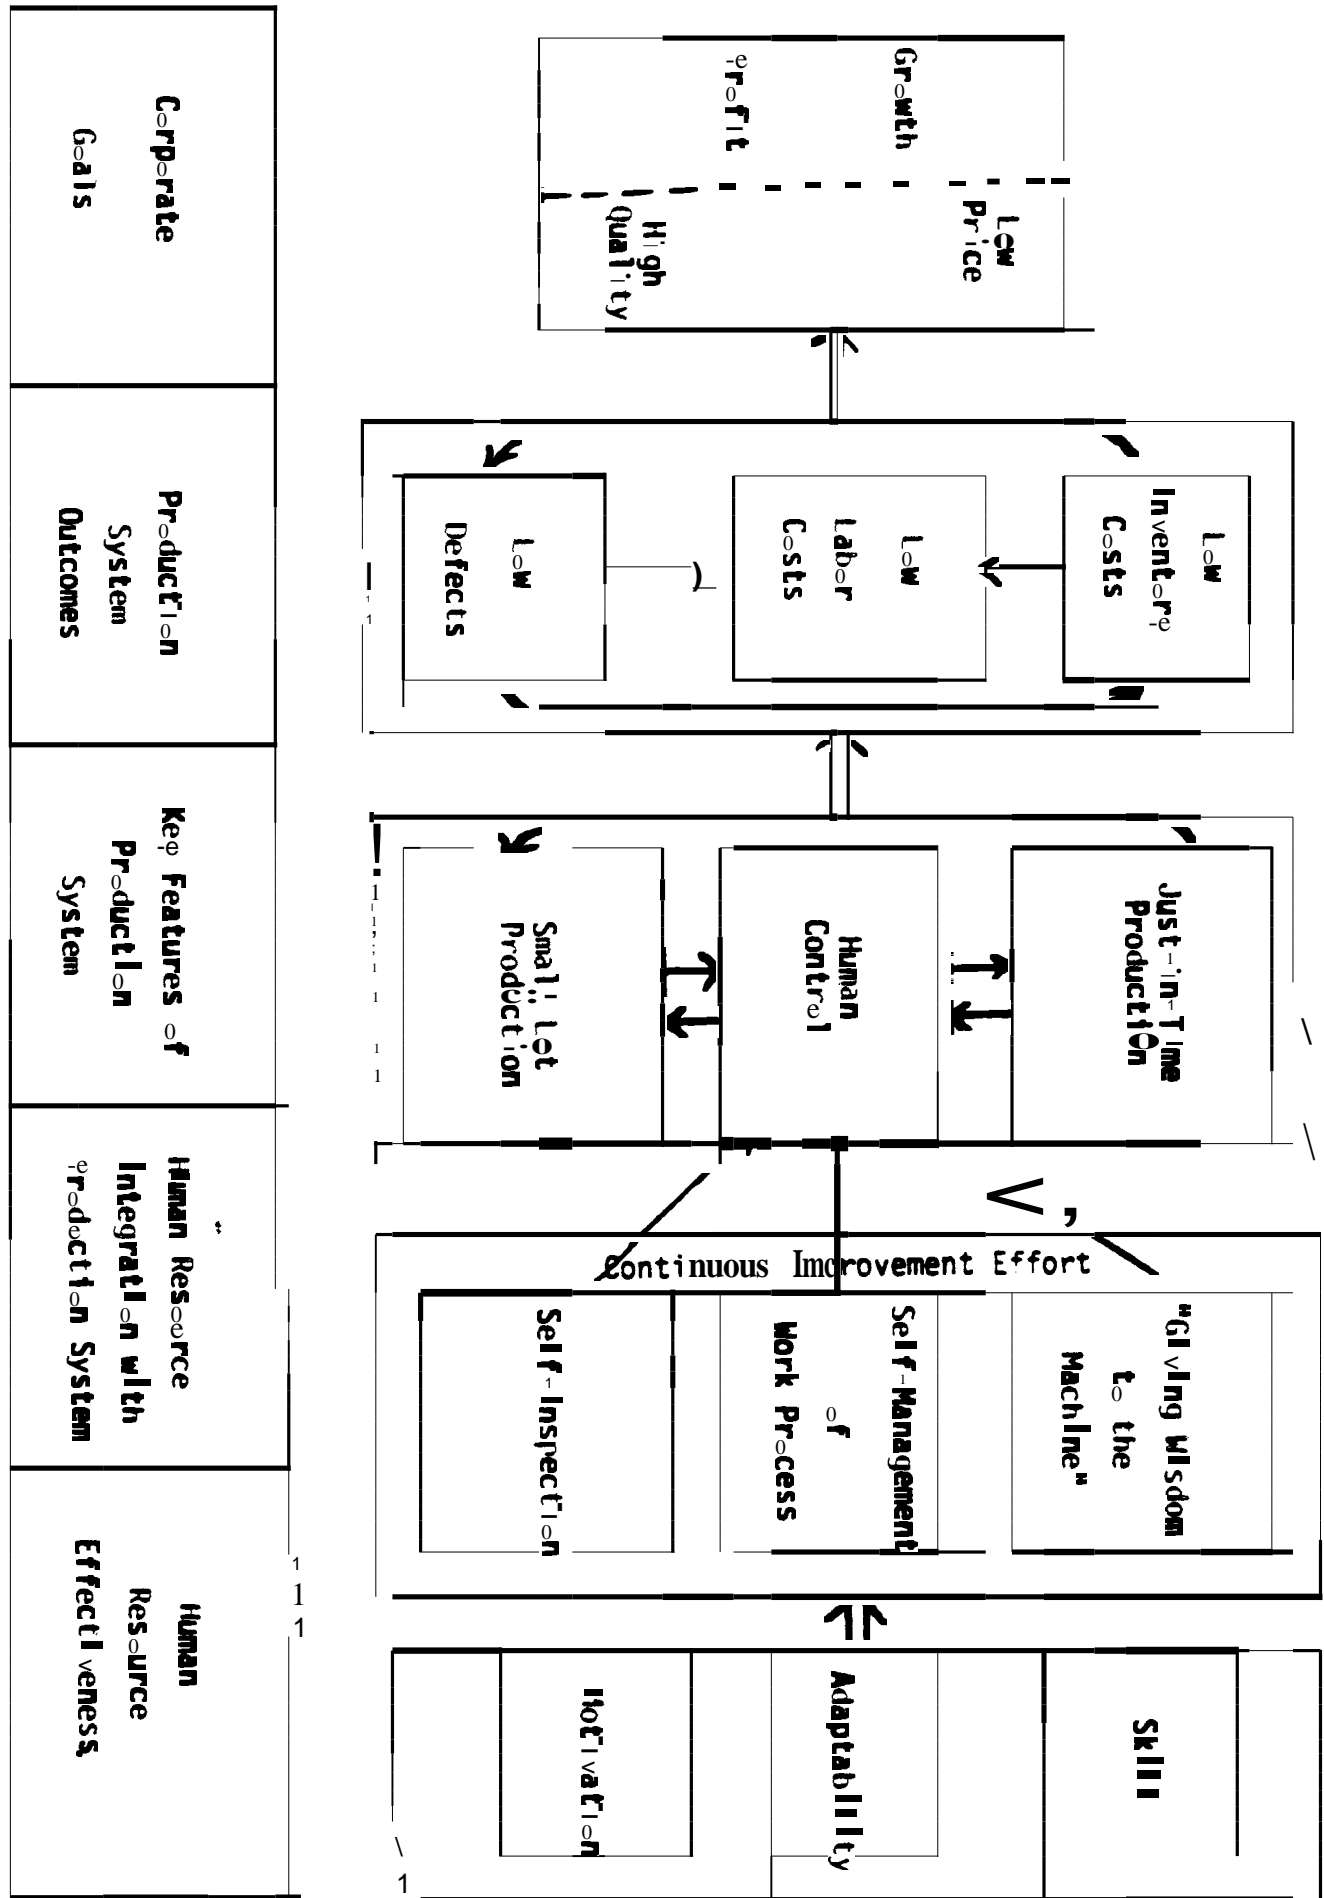 Growth
Profit
Low
Price
High
Quality
Low
Inventory
Costs
Low
Labor
Costs
Low
Defects
Just-in-Time
Production
Human
Control
Small Lot
Production
Continuous Improvement Effort
"Giving Wisdom
to the
Machine"
Self-Management
of
Work Process
Self-Inspection
Skill
Adaptability
Motivation
Corporate
Goals
Production
System
Outcomes
Key Features of
Production
System
Human Resource
Integration with
Production System
Human
Resource
Effectiveness